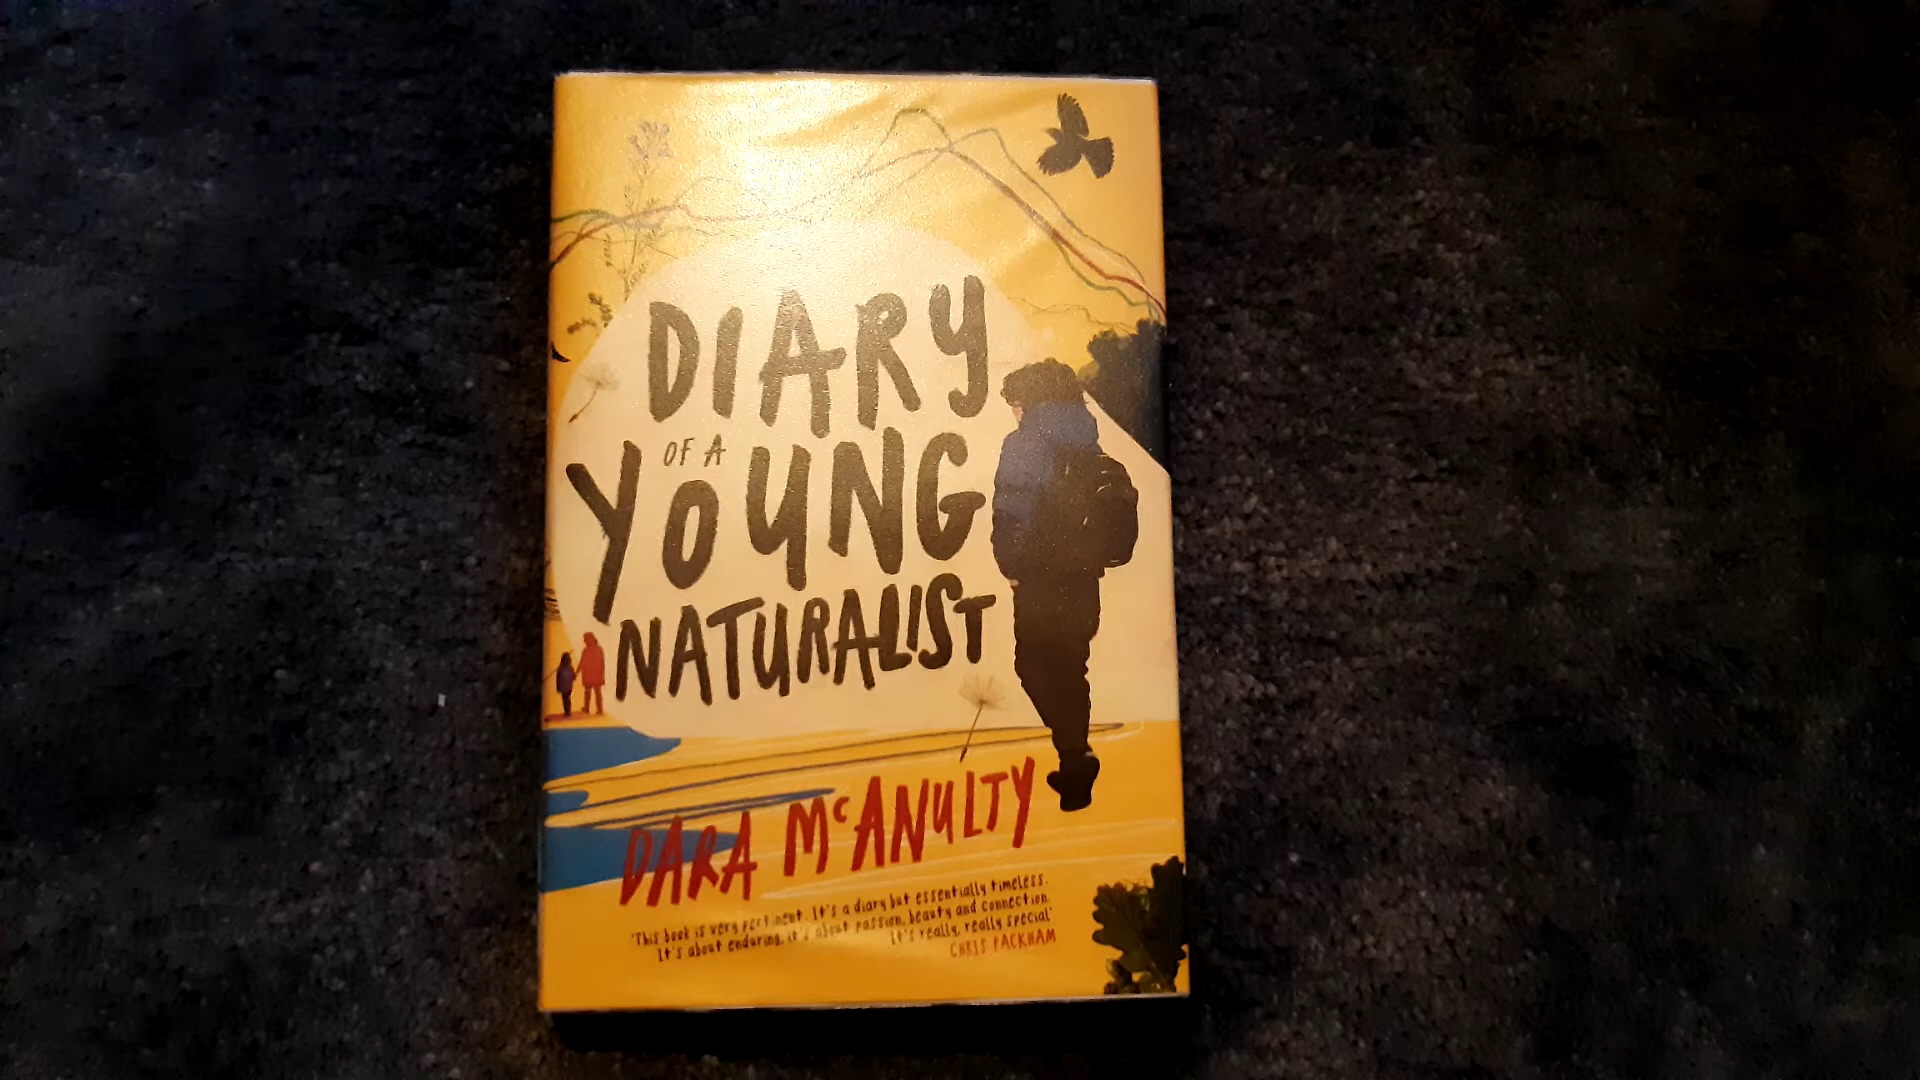 DIARY
OF A
YOUNG
NATURALIST
DARA McANULTY
'This book is very pertinent. It's a diary but essentially timeless.
It's about enduring, it's about passion, beauty and connection.
It's really, really special'
CHRIS PACKHAM